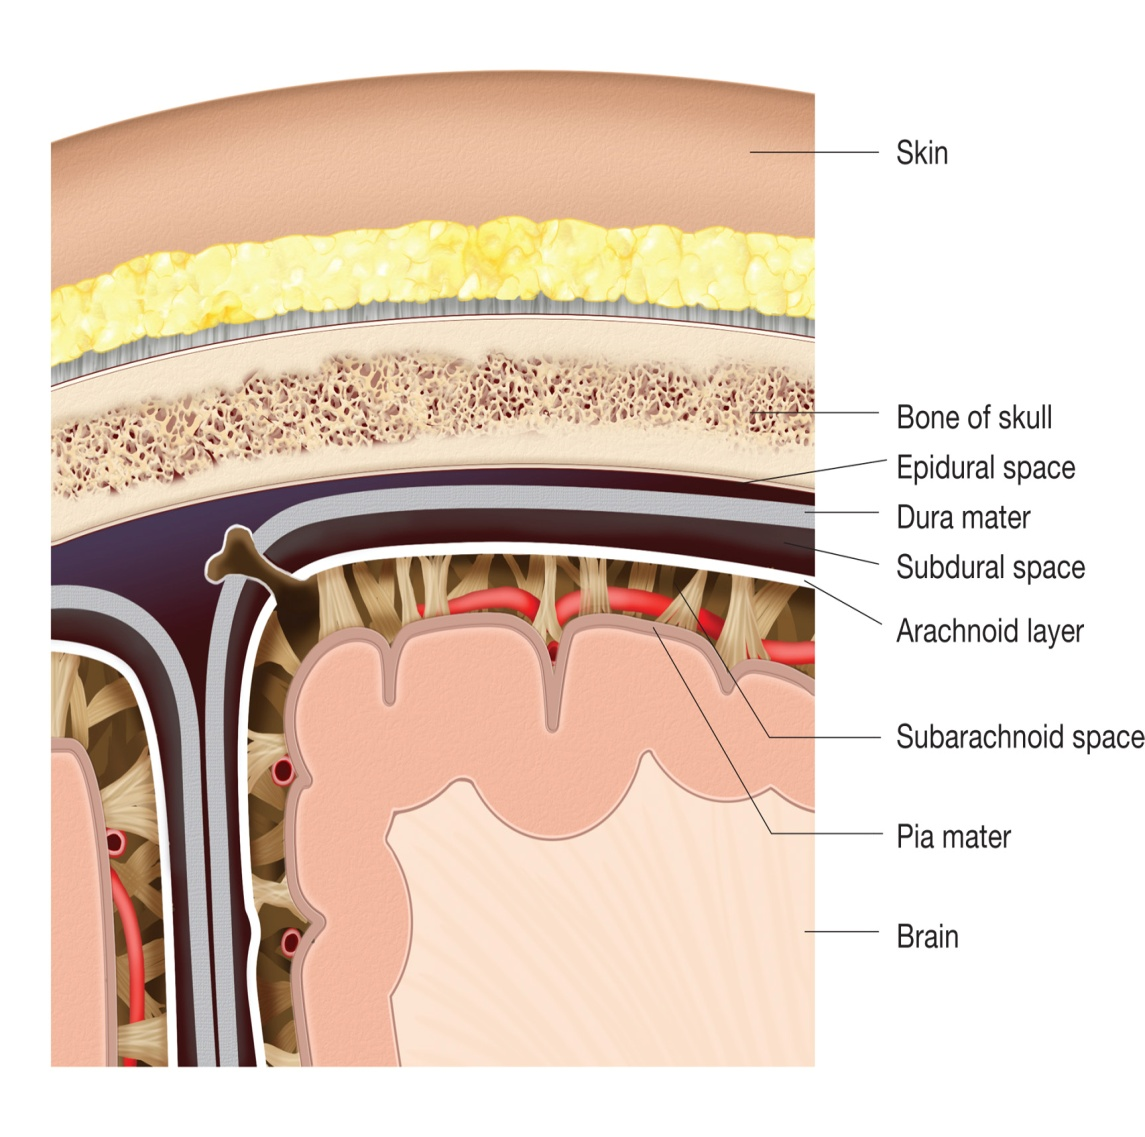 Skin
Bone of skull
Epidural space
Dura mater
Subdural space
Arachnoid layer
Subarachnoid space
Pia mater
Brain